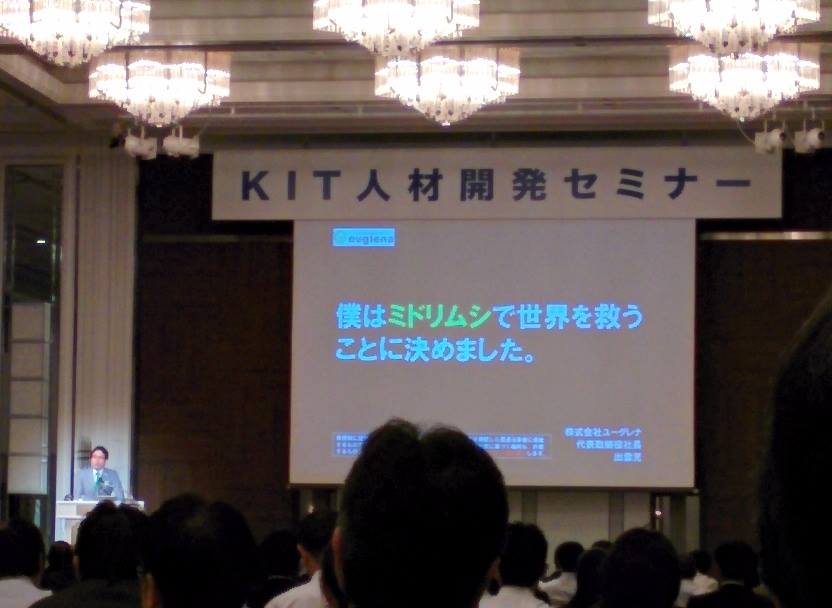 KIT人材開発セミナー
euglena
僕はミドリムシで世界を救う
ことに決めました。
株式会社ユーグレナ
代表取締役社長
出雲充